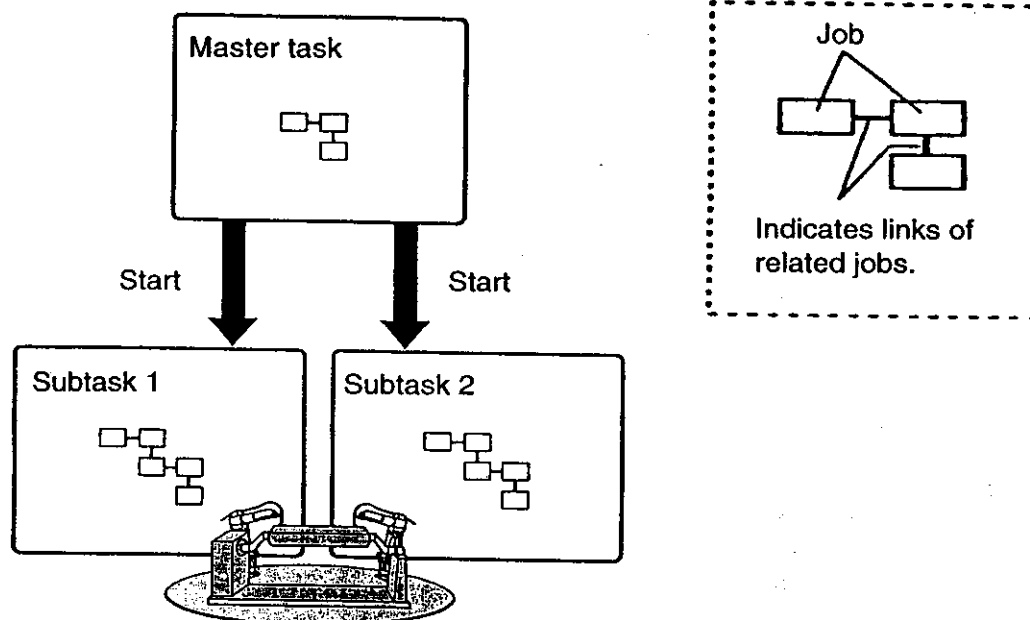 Master task
Job
Indicates links of
related jobs.
Start
Start
Subtask 1
Subtask 2